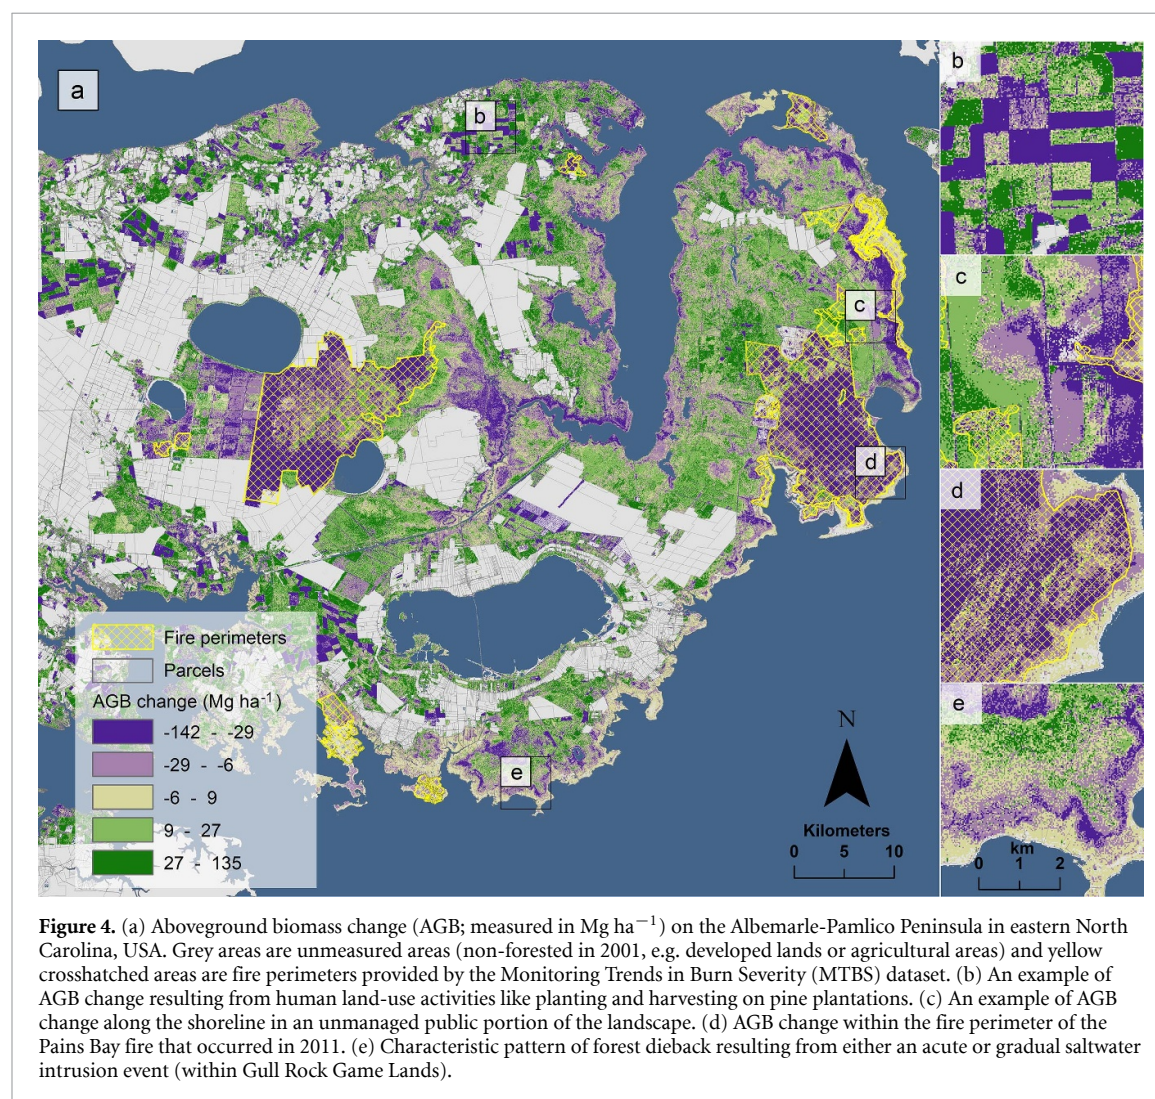 a
b
c
d
e
b
c
d
e
Fire perimeters
Parcels
AGB change (Mg ha-1)
-142 - -29
-29 - -6
-6 - 9
9 - 27
27 - 135
N
Kilometers
0 5 10
km
0 1 2
Figure 4. (a) Aboveground biomass change (AGB; measured in Mg ha−1) on the Albemarle-Pamlico Peninsula in eastern North
Carolina, USA. Grey areas are unmeasured areas (non-forested in 2001, e.g. developed lands or agricultural areas) and yellow
crosshatched areas are fire perimeters provided by the Monitoring Trends in Burn Severity (MTBS) dataset. (b) An example of
AGB change resulting from human land-use activities like planting and harvesting on pine plantations. (c) An example of AGB
change along the shoreline in an unmanaged public portion of the landscape. (d) AGB change within the fire perimeter of the
Pains Bay fire that occurred in 2011. (e) Characteristic pattern of forest dieback resulting from either an acute or gradual saltwater
intrusion event (within Gull Rock Game Lands).